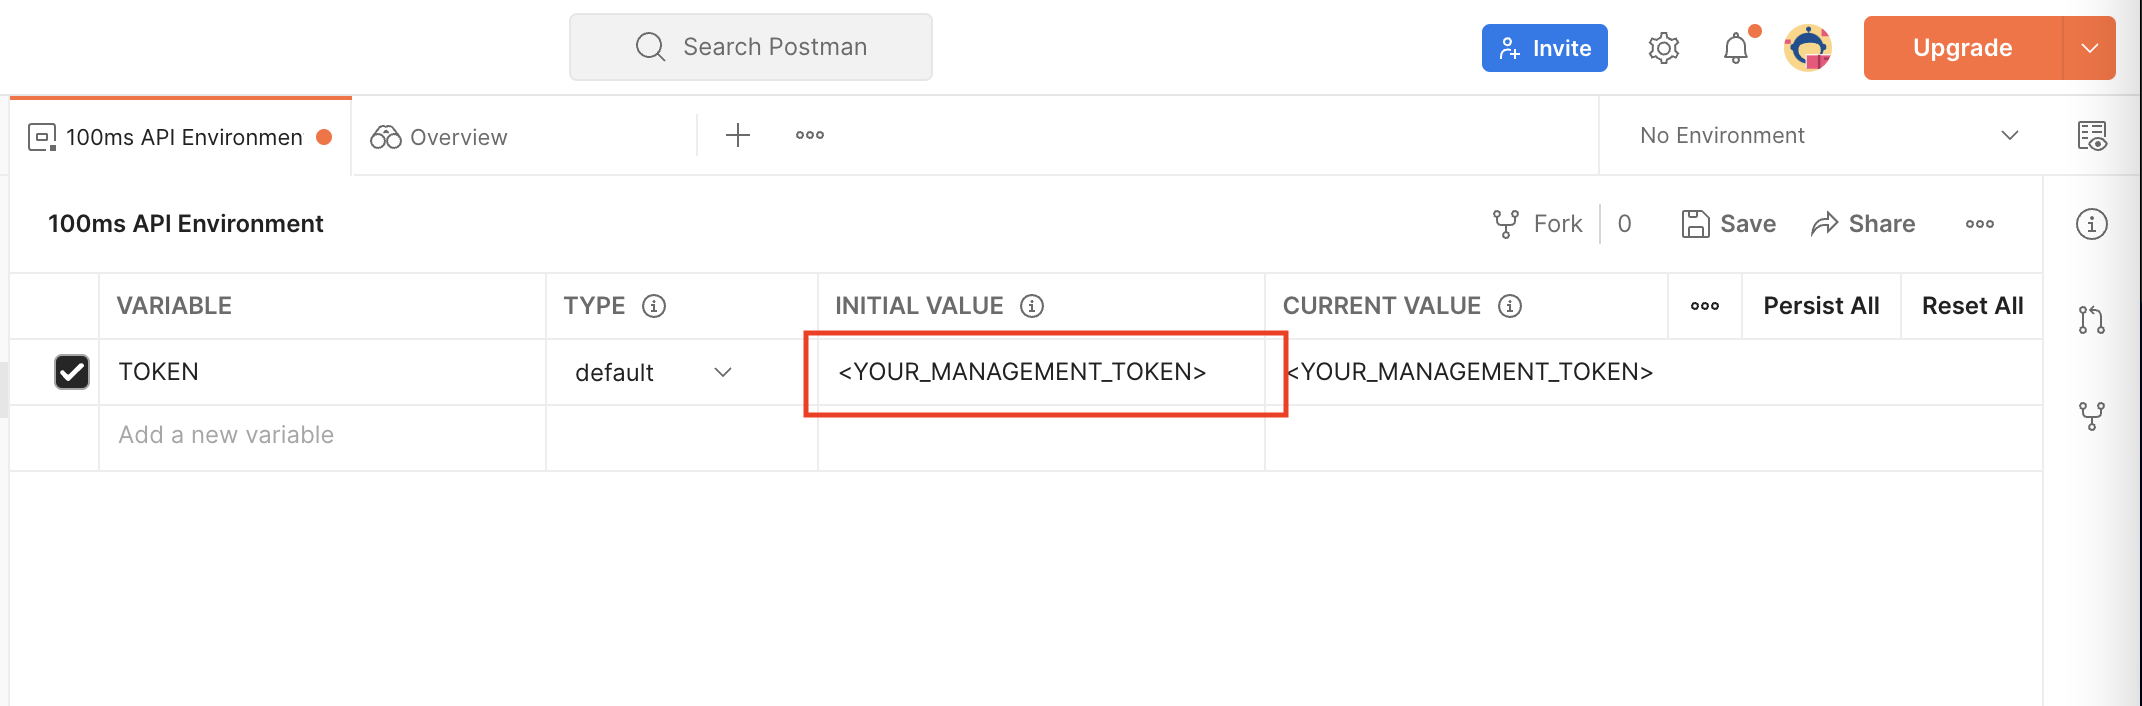 Search Postman
Invite
Upgrade
100ms API Environmen
Overview
No Environment
100ms API Environment
Fork
0
Save
Share
VARIABLE
TYPE
INITIAL VALUE
CURRENT VALUE
Persist All
Reset All
TOKEN
default
<YOUR_MANAGEMENT_TOKEN>
<YOUR_MANAGEMENT_TOKEN>
Add a new variable